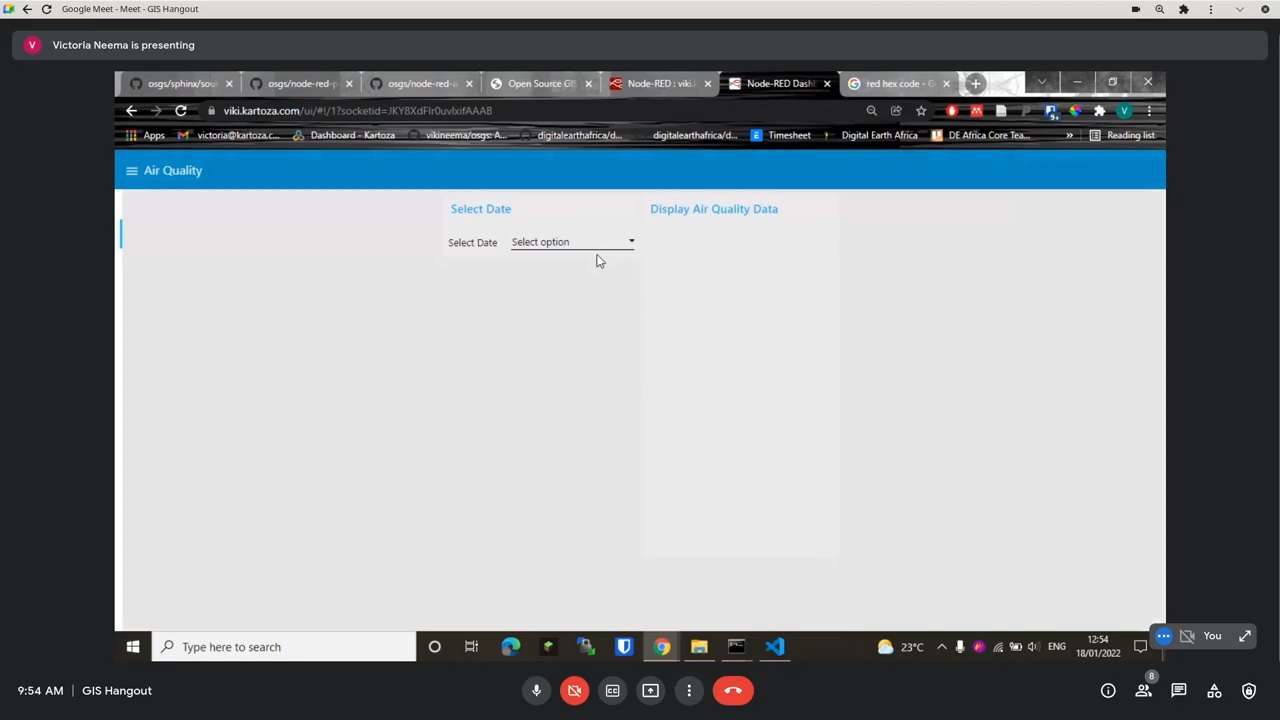 Google Meet - Meet - GIS Hangout
V Victoria Neema is presenting
osgs/sphinx/sou
osgs/node-red-p
osgs/node-red-a
Open Source GI
Node-RED : viki.
Node-RED Dash
red hex code - G
viki.kartoza.com/ui/#!/1?socketid=JKY8XdFlr0uvlxifAAAB
9+
V
Apps
victoria@kartoza.c...
Dashboard - Kartoza
vikineema/osgs: A...
digitalearthafrica/d...
digitalearthafrica/d...
Timesheet
Digital Earth Africa
DE Africa Core Tea...
»
Reading list
Air Quality
Select Date
Display Air Quality Data
Select Date
Select option
Type here to search
23°C
ENG
12:54
18/01/2022
You
9:54 AM
GIS Hangout
8